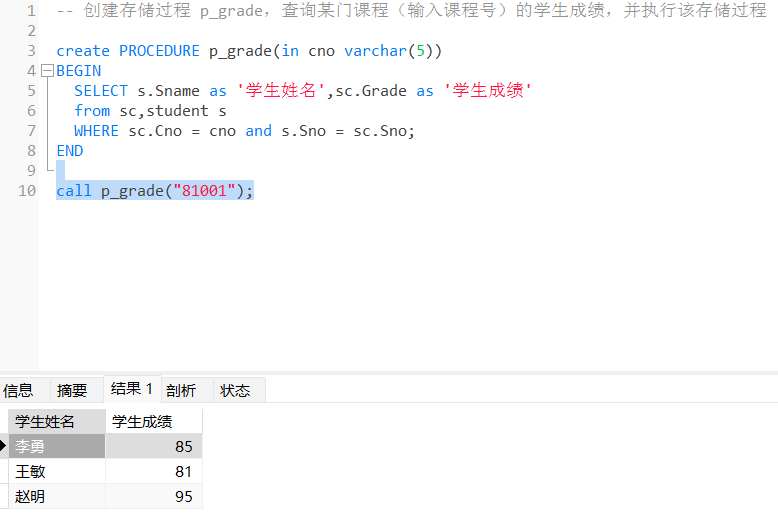 1 -- 创建存储过程 p_grade，查询某门课程（输入课程号）的学生成绩，并执行该存储过程
2
3 create PROCEDURE p_grade(in cno varchar(5))
4 BEGIN
5 SELECT s.Sname as '学生姓名',sc.Grade as '学生成绩'
6 from sc,student s
7 WHERE sc.Cno = cno and s.Sno = sc.Sno;
8 END
9
10 call p_grade("81001");
信息 摘要 结果 1 剖析 状态
学生姓名 学生成绩
李勇 85
王敏 81
赵明 95